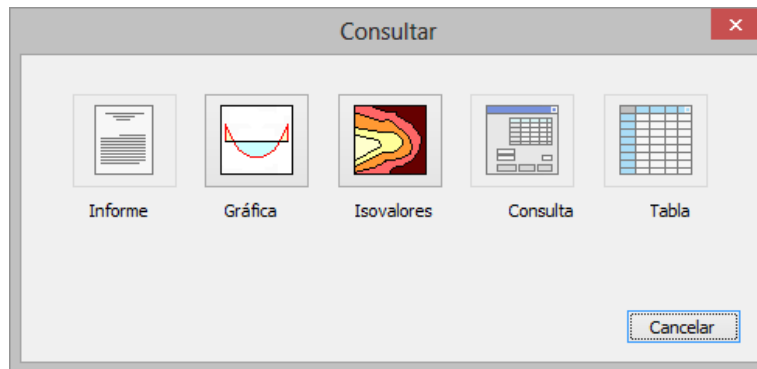 Consultar
Informe
Gráfica
Isovalores
Consulta
Tabla
Cancelar